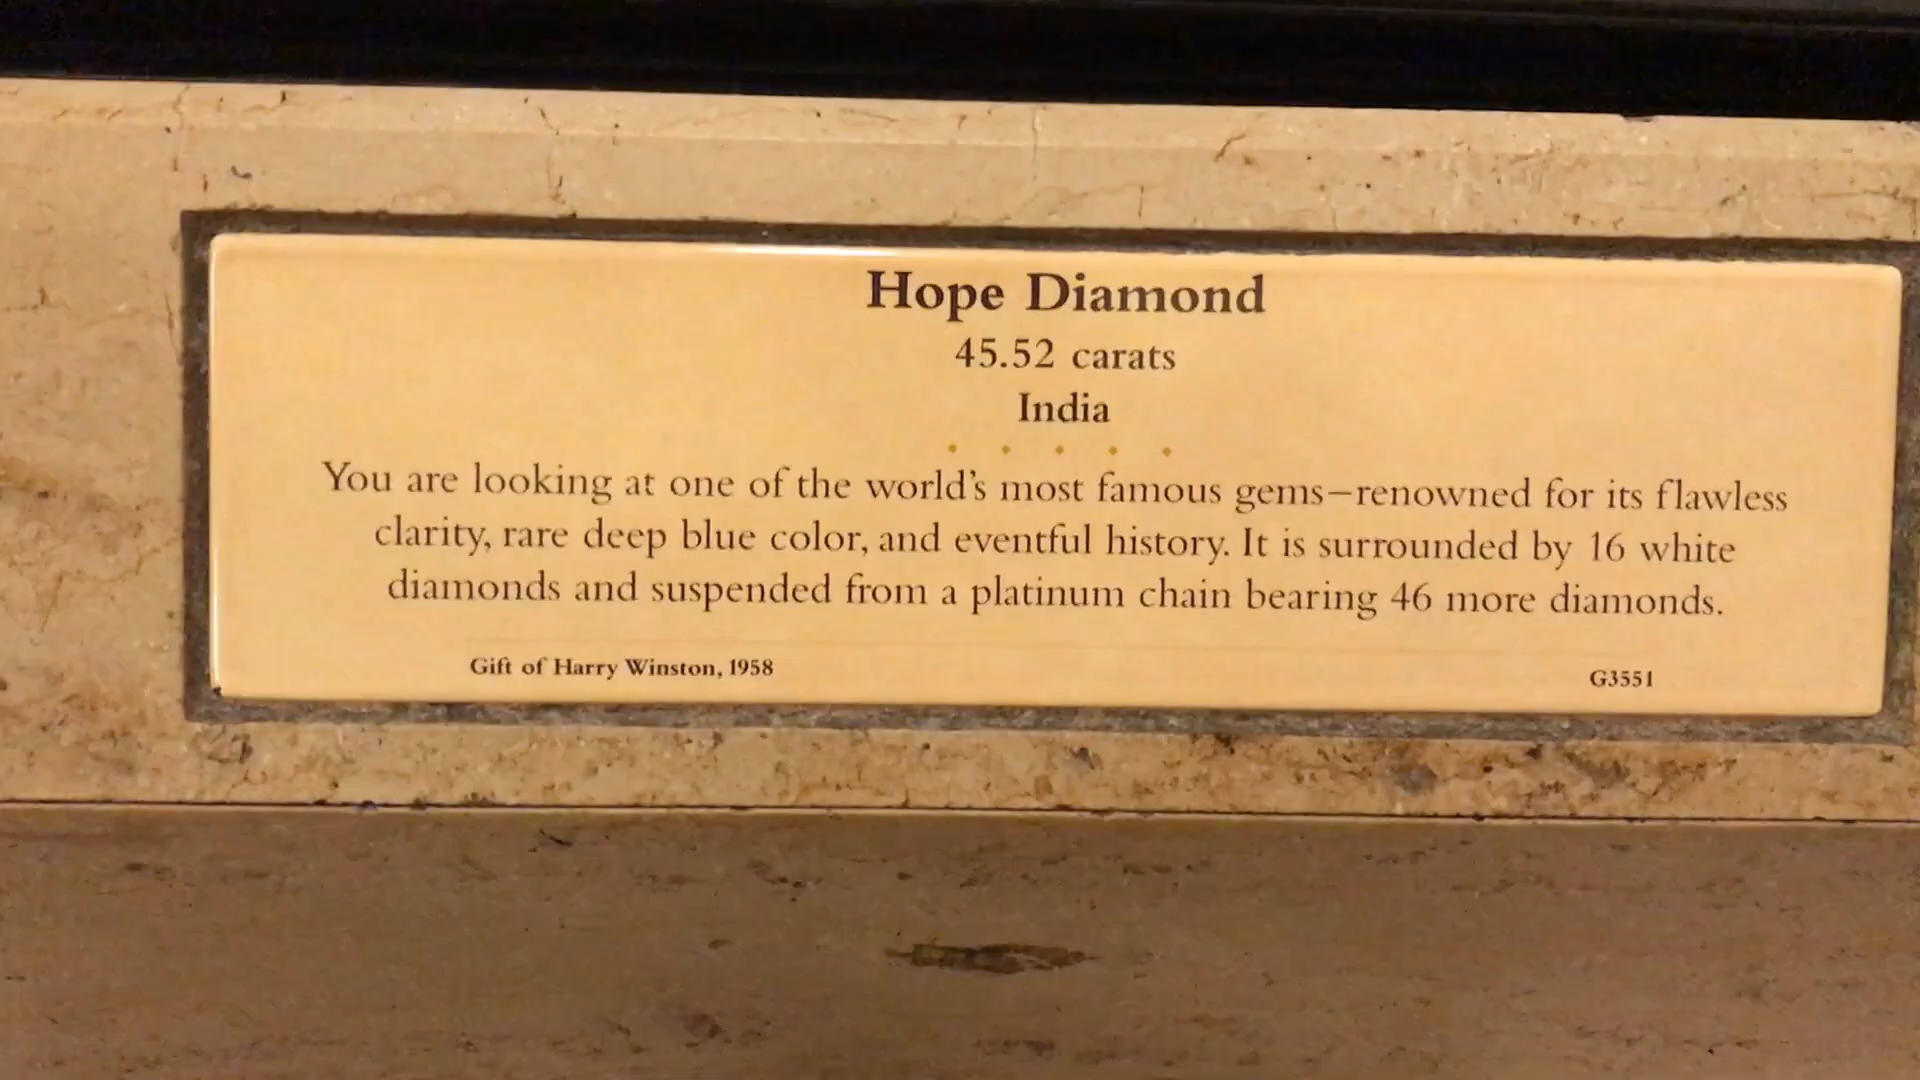 Hope Diamond
45.52 carats
India
You are looking at one of the world's most famous gems—renowned for its flawless
clarity, rare deep blue color, and eventful history. It is surrounded by 16 white
diamonds and suspended from a platinum chain bearing 46 more diamonds.
Gift of Harry Winston, 1958
G3551